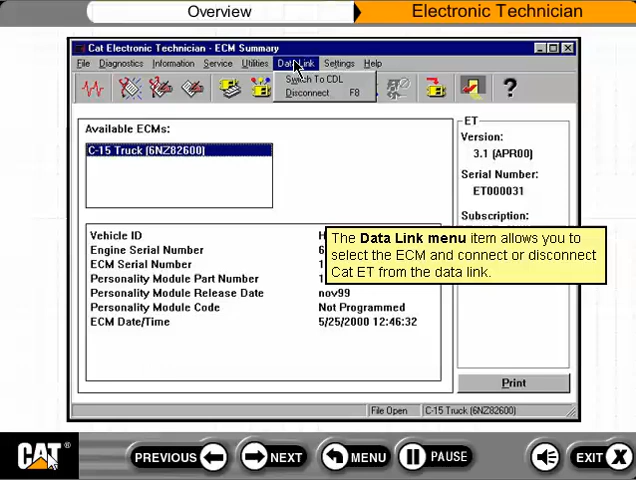 Overview
Electronic Technician
Cat Electronic Technician - ECM Summary
File Diagnostics Information Service Utilities Data Link Settings Help
Switch To CDL
Disconnect F8
Available ECMs:
C-15 Truck (6NZ82600)
ET
Version:
3.1 (APR00)
Serial Number:
ET000031
Subscription:
Vehicle ID
Engine Serial Number
ECM Serial Number
Personality Module Part Number
Personality Module Release Date nov99
Personality Module Code Not Programmed
ECM Date/Time 5/25/2000 12:46:32
The Data Link menu item allows you to
select the ECM and connect or disconnect
Cat ET from the data link.
Print
File Open C-15 Truck (6NZ82600)
CAT
PREVIOUS NEXT MENU PAUSE EXIT